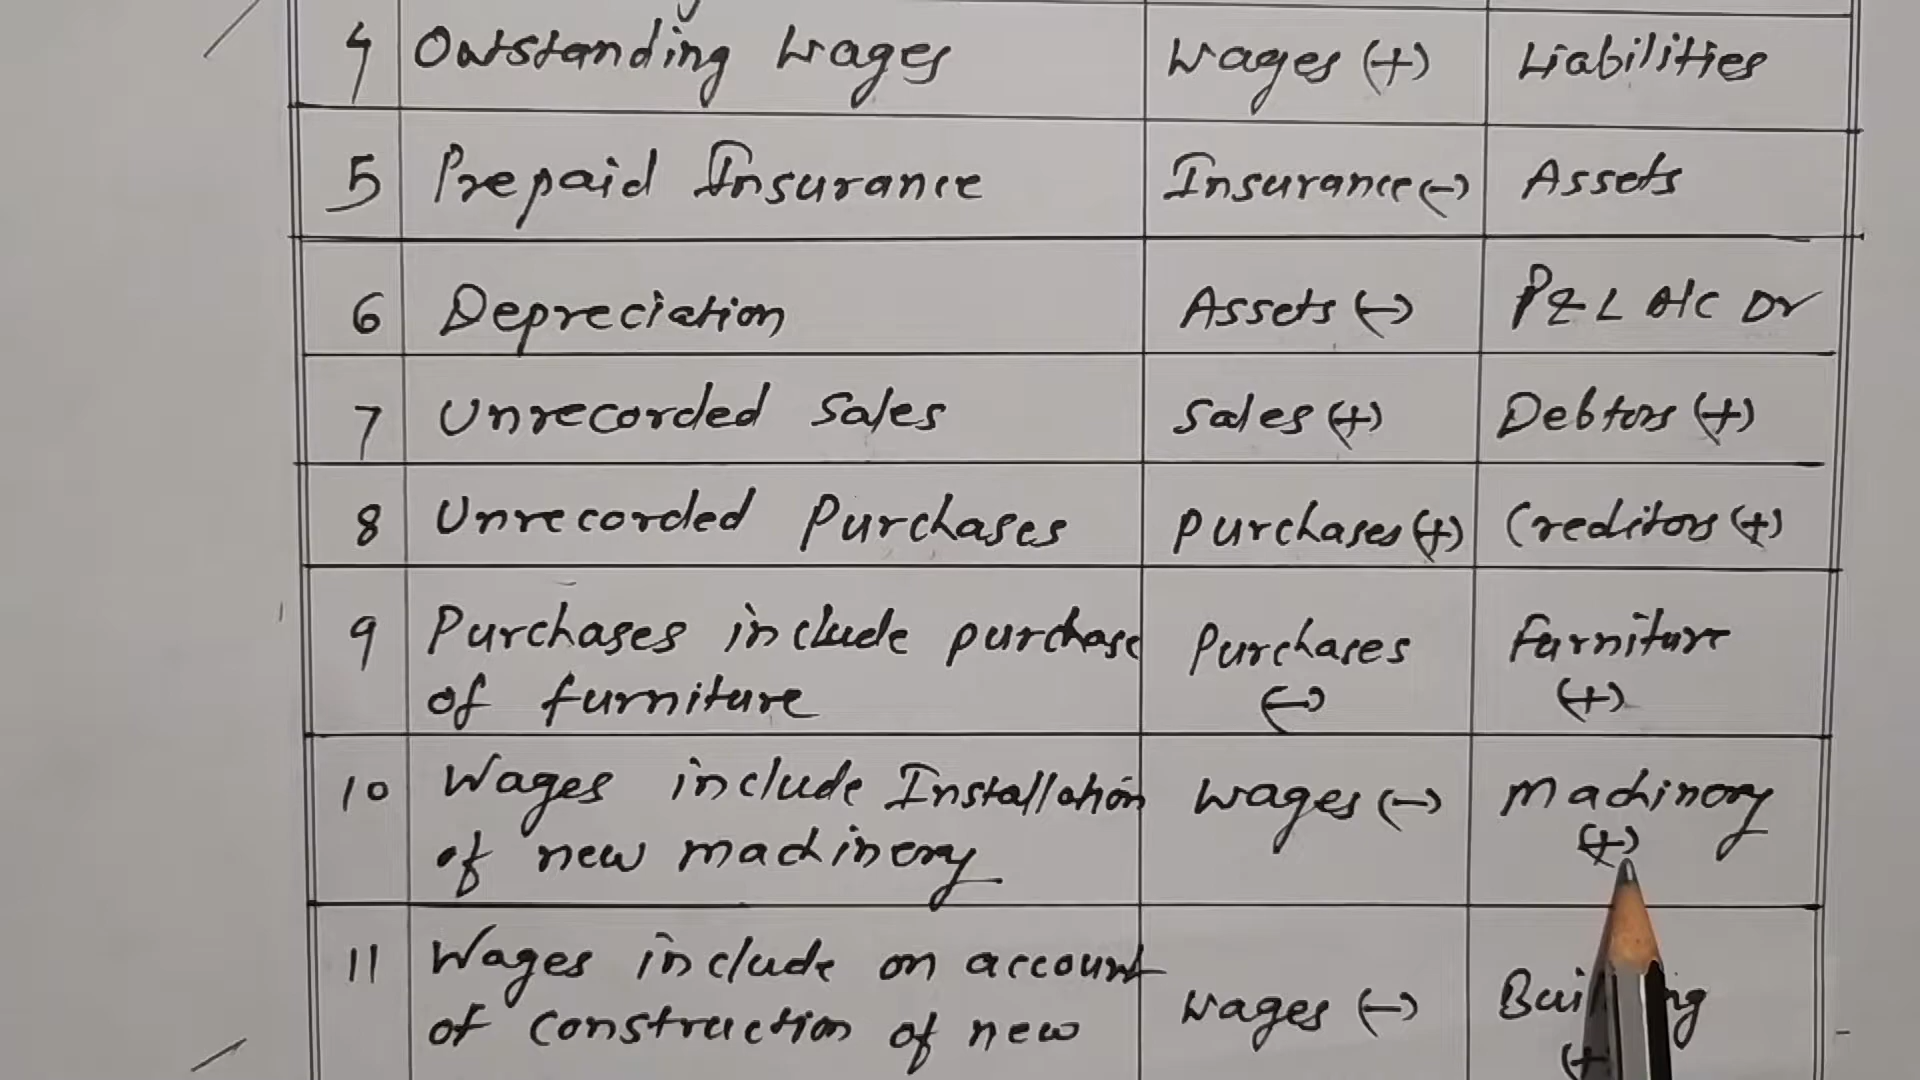 4 Outstanding wages wages (+) Liabilities
5 Prepaid Insurance Insurance (-) Assets
6 Depreciation Assets (-) P & L A/C Dr
7 Unrecorded sales sales (+) Debtors (+)
8 Unrecorded Purchases Purchases (+) Creditors (+)
9 Purchases include purchase Purchases Furniture
of furniture (-) (+)
10 Wages include Installation wages (-) Machinery
of new machinery (+)
11 Wages include on account
of construction of new wages (-)